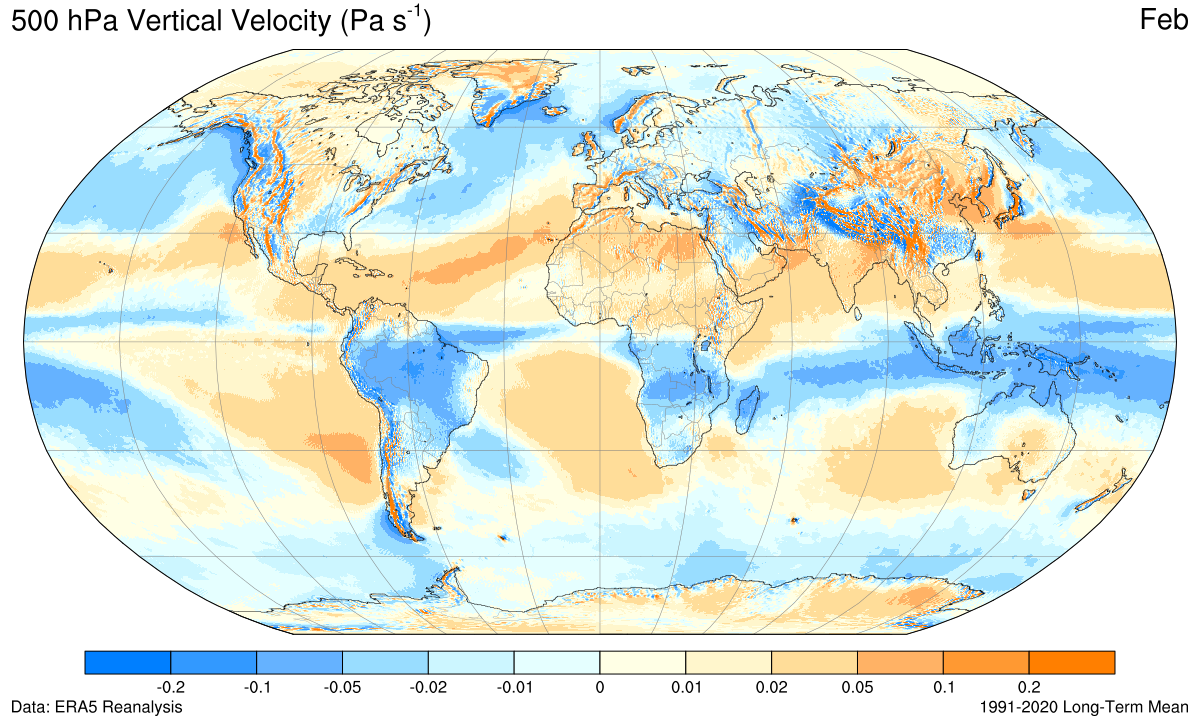 500 hPa Vertical Velocity (Pa s⁻¹)
Feb
-0.2 -0.1 -0.05 -0.02 -0.01 0 0.01 0.02 0.05 0.1 0.2
Data: ERA5 Reanalysis
1991-2020 Long-Term Mean